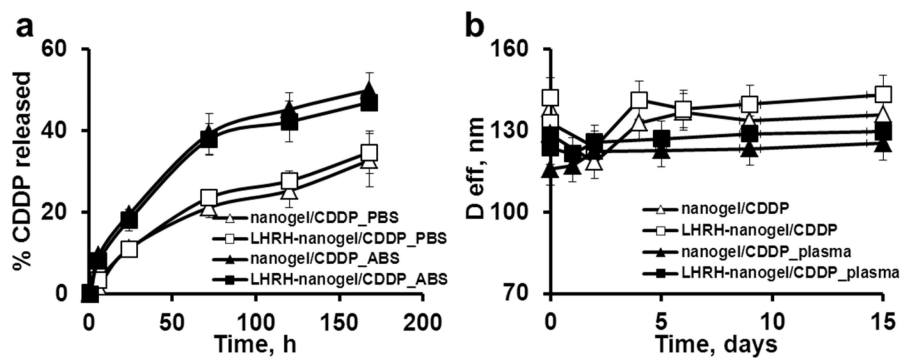 a
60
40
20
0
% CDDP released
nanogel/CDDP_PBS
LHRH-nanogel/CDDP_PBS
nanogel/CDDP_ABS
LHRH-nanogel/CDDP_ABS
0 50 100 150 200
Time, h
b
160
130
100
70
D eff, nm
nanogel/CDDP
LHRH-nanogel/CDDP
nanogel/CDDP_plasma
LHRH-nanogel/CDDP_plasma
0 5 10 15
Time, days